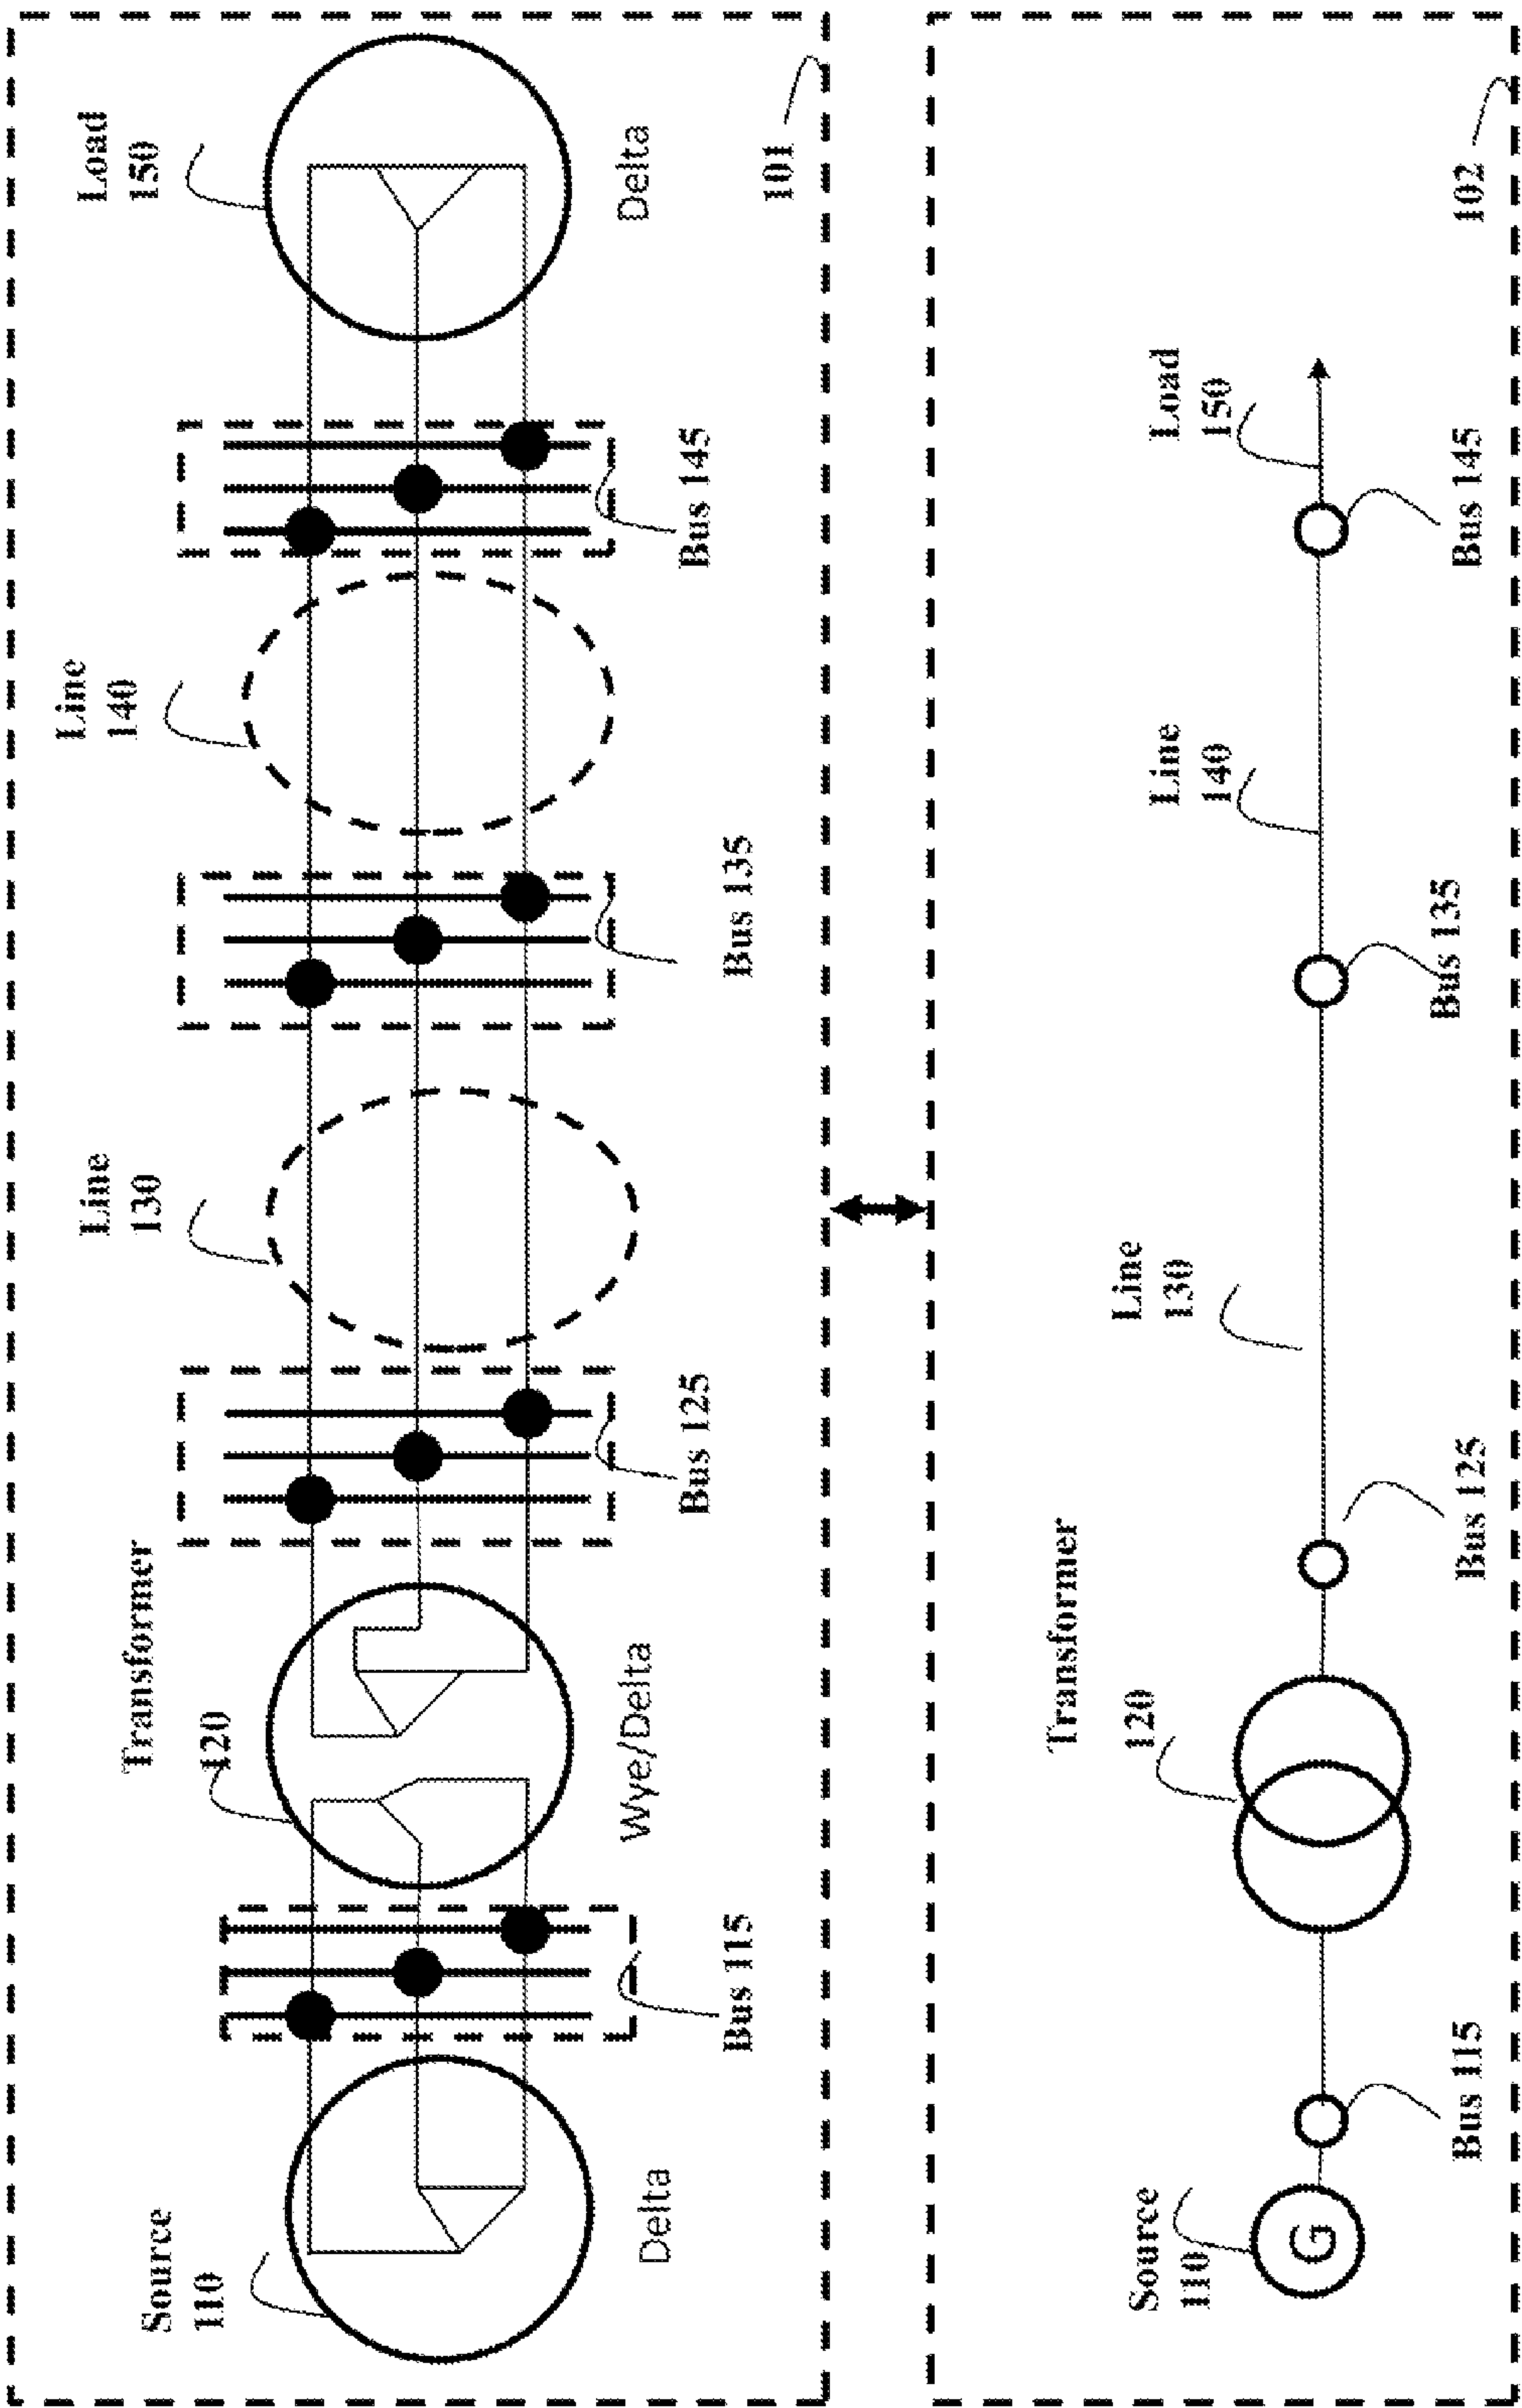 Source
110
Bus 115
Delta
Transformer
120
Wye/Delta
Bus 125
Line
130
Bus 135
Line
140
Bus 145
Load
150
Delta
101
Source
110
G
Bus 115
Transformer
120
Bus 125
Line
130
Bus 135
Line
140
Bus 145
Load
150
102